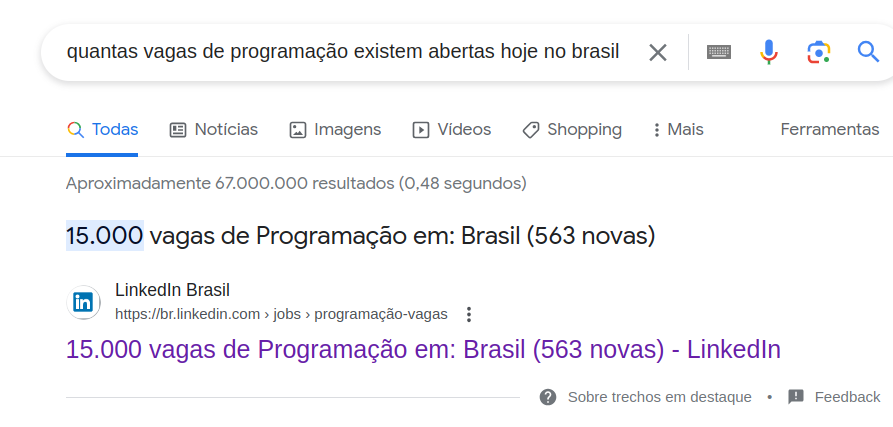 quantas vagas de programação existem abertas hoje no brasil
Todas Notícias Imagens Vídeos Shopping Mais Ferramentas
Aproximadamente 67.000.000 resultados (0,48 segundos)
15.000 vagas de Programação em: Brasil (563 novas)
in LinkedIn Brasil
https://br.linkedin.com › jobs › programação-vagas
15.000 vagas de Programação em: Brasil (563 novas) - LinkedIn
Sobre trechos em destaque • Feedback